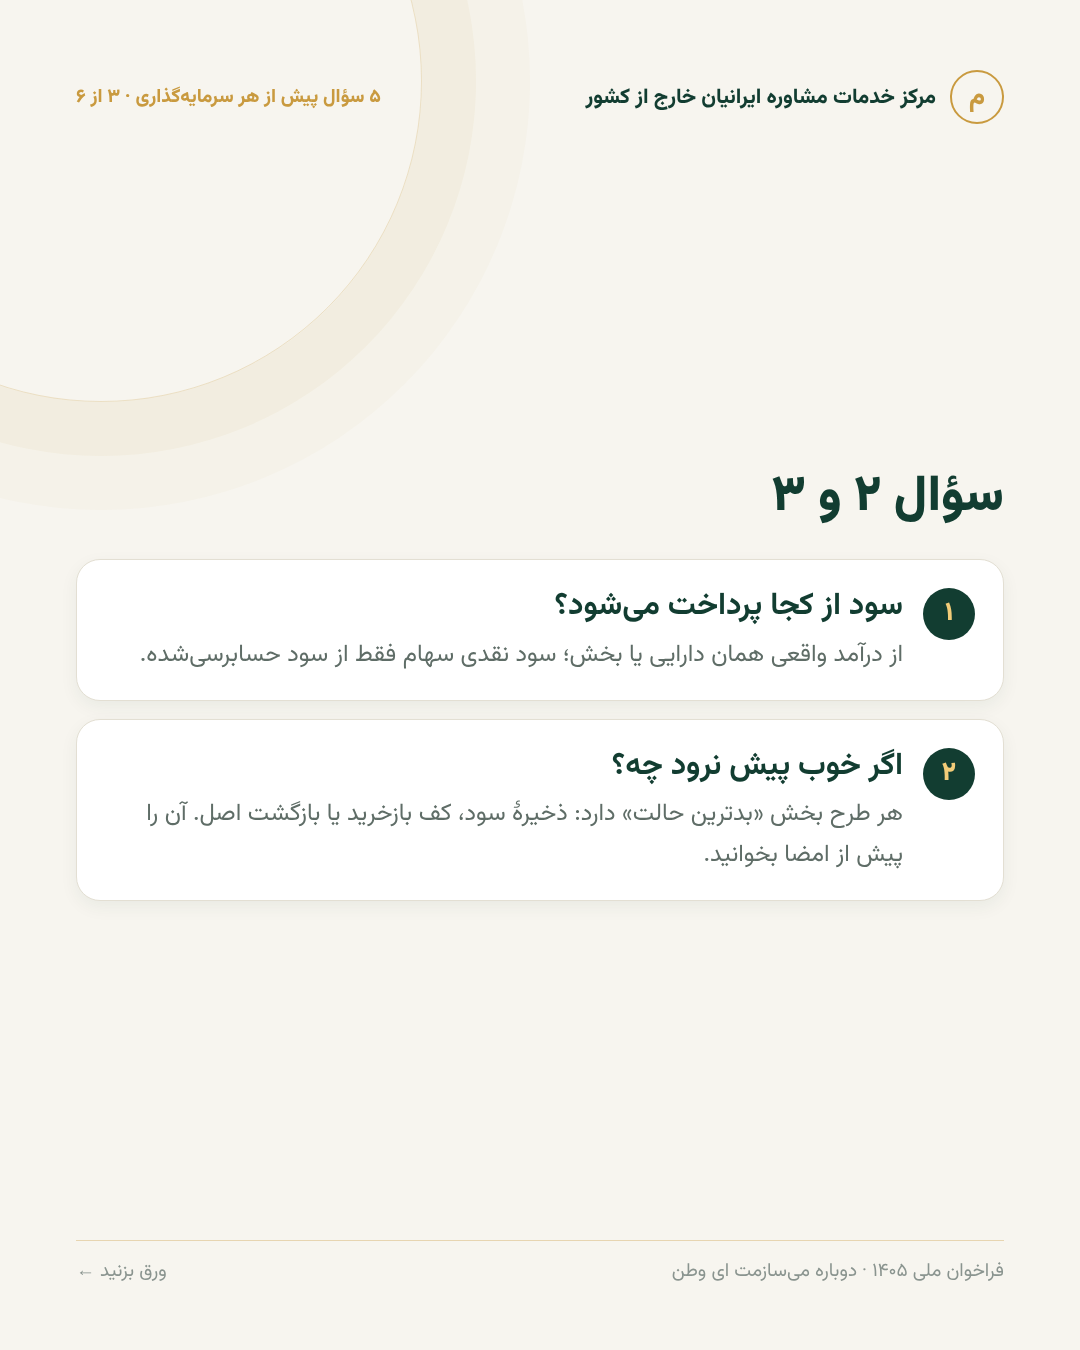 م
مرکز خدمات مشاوره ایرانیان خارج از کشور
۵ سؤال پیش از هر سرمایه‌گذاری · ۳ از ۶
سؤال ۲ و ۳
۱
سود از کجا پرداخت می‌شود؟
از درآمد واقعی همان دارایی یا بخش؛ سود نقدی سهام فقط از سود حسابرسی‌شده.
۲
اگر خوب پیش نرود چه؟
هر طرح بخش «بدترین حالت» دارد: ذخیرهٔ سود، کف بازخرید یا بازگشت اصل. آن را
پیش از امضا بخوانید.
فراخوان ملی ۱۴۰۵ · دوباره می‌سازمت ای وطن
ورق بزنید ←